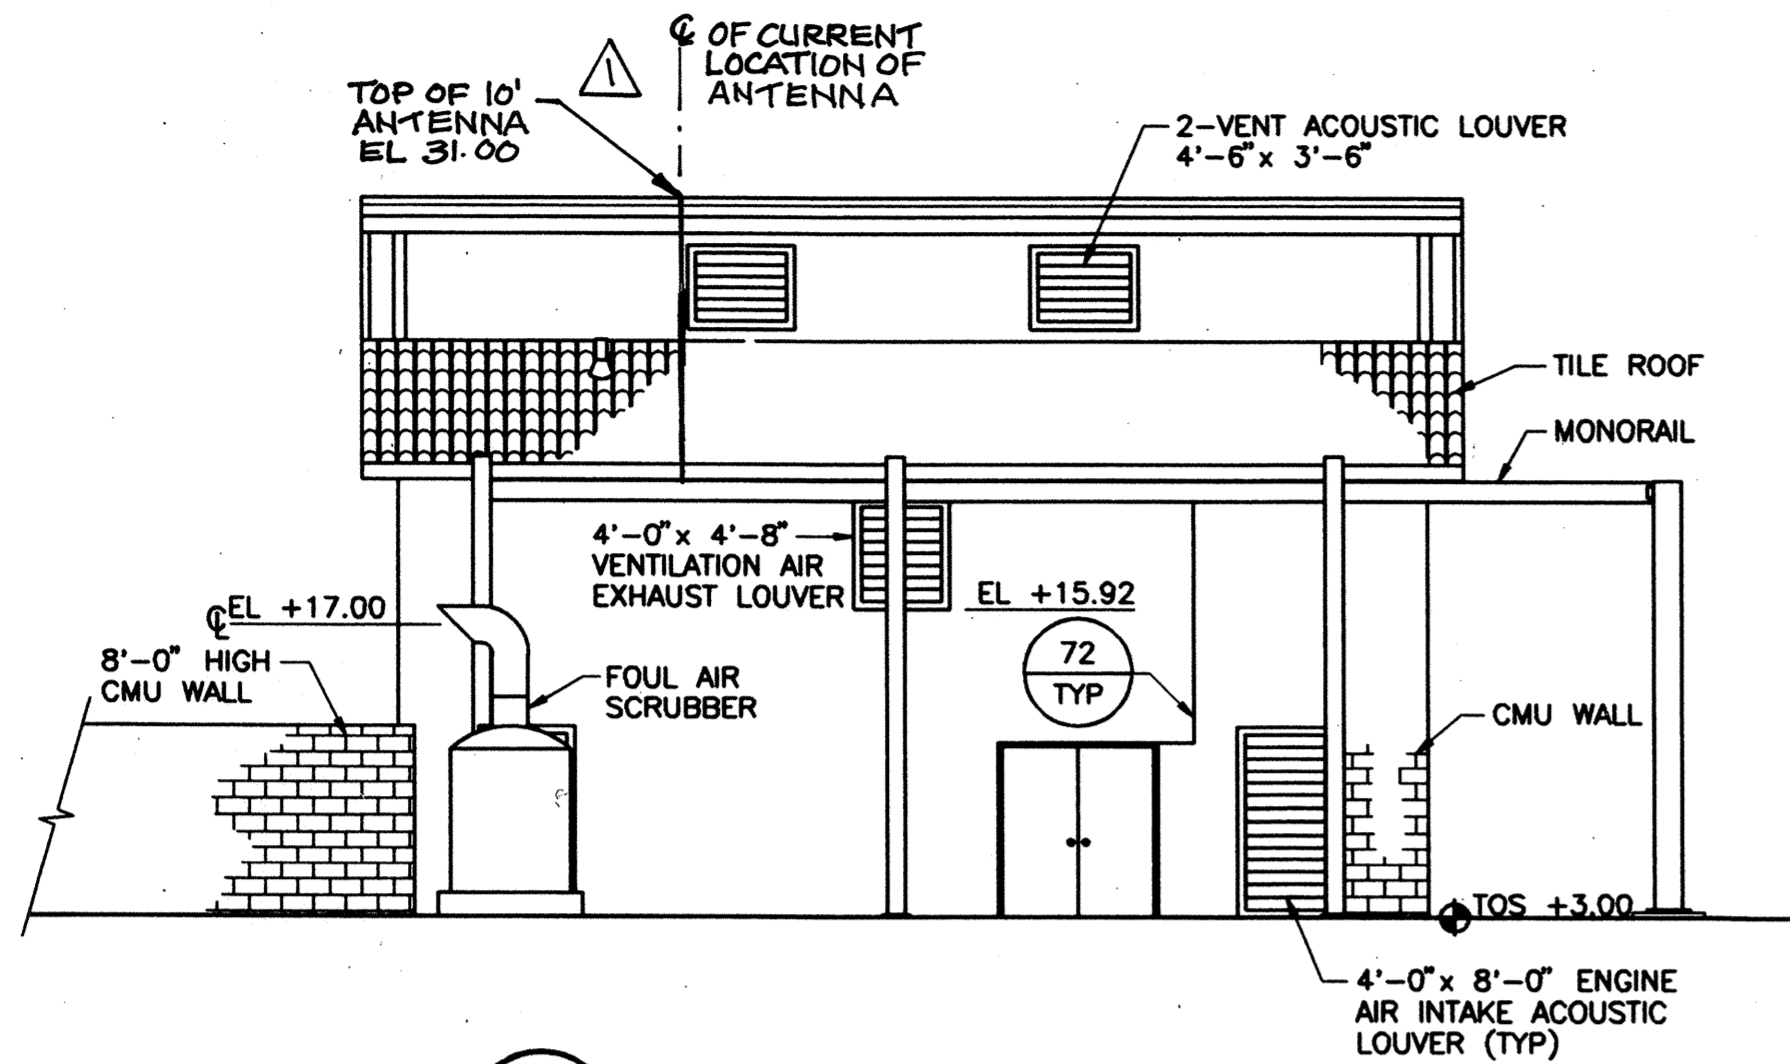 ℄ OF CURRENT
LOCATION OF
ANTENNA
1
TOP OF 10'
ANTENNA
EL 31.00
2-VENT ACOUSTIC LOUVER
4'-6" x 3'-6"
TILE ROOF
MONORAIL
4'-0" x 4'-8"
VENTILATION AIR
EXHAUST LOUVER
EL +15.92
℄ EL +17.00
8'-0" HIGH
CMU WALL
FOUL AIR
SCRUBBER
72
TYP
CMU WALL
TOS +3.00
4'-0" x 8'-0" ENGINE
AIR INTAKE ACOUSTIC
LOUVER (TYP)